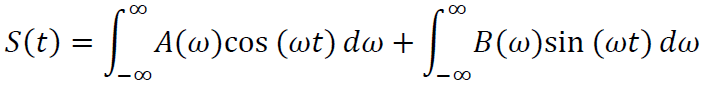 S(t) = ∫_{-∞}^{∞} A(ω)cos (ωt) dω + ∫_{-∞}^{∞} B(ω)sin (ωt) dω